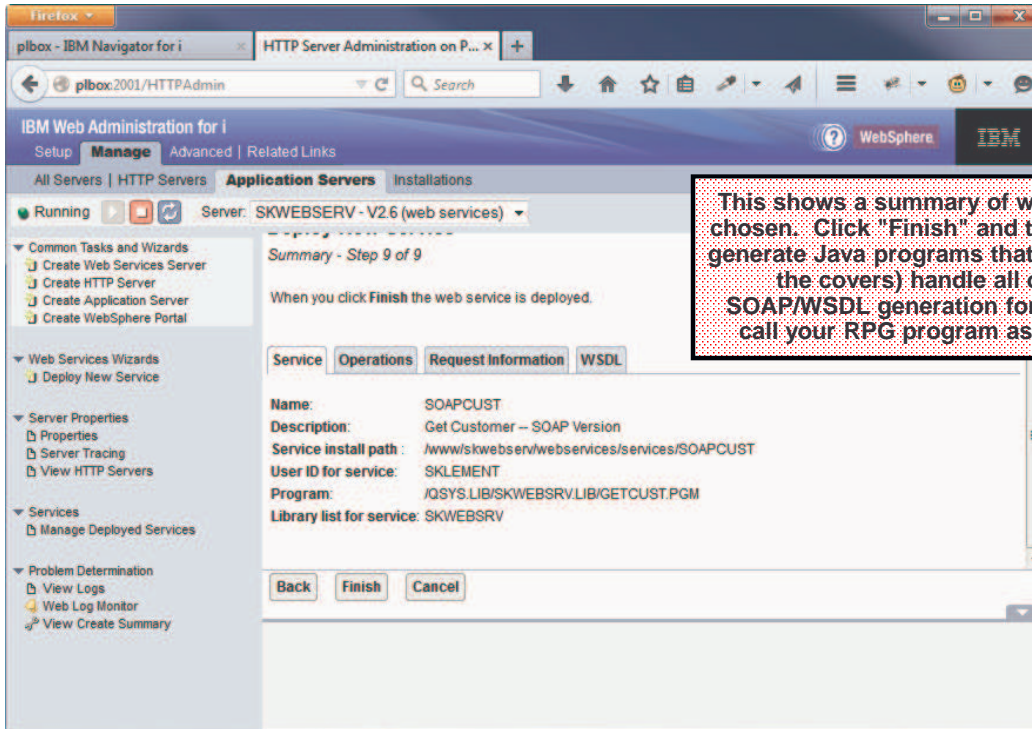 Firefox
plbox - IBM Navigator for i
HTTP Server Administration on P...
plbox:2001/HTTPAdmin
Search
IBM Web Administration for i
WebSphere.
IBM
Setup Manage Advanced | Related Links
All Servers | HTTP Servers Application Servers Installations
Running Server: SKWEBSERV - V2.6 (web services)
This shows a summary of w
chosen. Click "Finish" and t
generate Java programs that
the covers) handle all
SOAP/WSDL generation for
call your RPG program as
Common Tasks and Wizards
Create Web Services Server
Create HTTP Server
Create Application Server
Create WebSphere Portal
Web Services Wizards
Deploy New Service
Server Properties
Properties
Server Tracing
View HTTP Servers
Services
Manage Deployed Services
Problem Determination
View Logs
Web Log Monitor
View Create Summary
Deploy New Service
Summary - Step 9 of 9
When you click Finish the web service is deployed.
Service Operations Request Information WSDL
Name: SOAPCUST
Description: Get Customer -- SOAP Version
Service install path : /www/skwebserv/webservices/services/SOAPCUST
User ID for service: SKLEMENT
Program: /QSYS.LIB/SKWEBSRV.LIB/GETCUST.PGM
Library list for service: SKWEBSRV
Back Finish Cancel